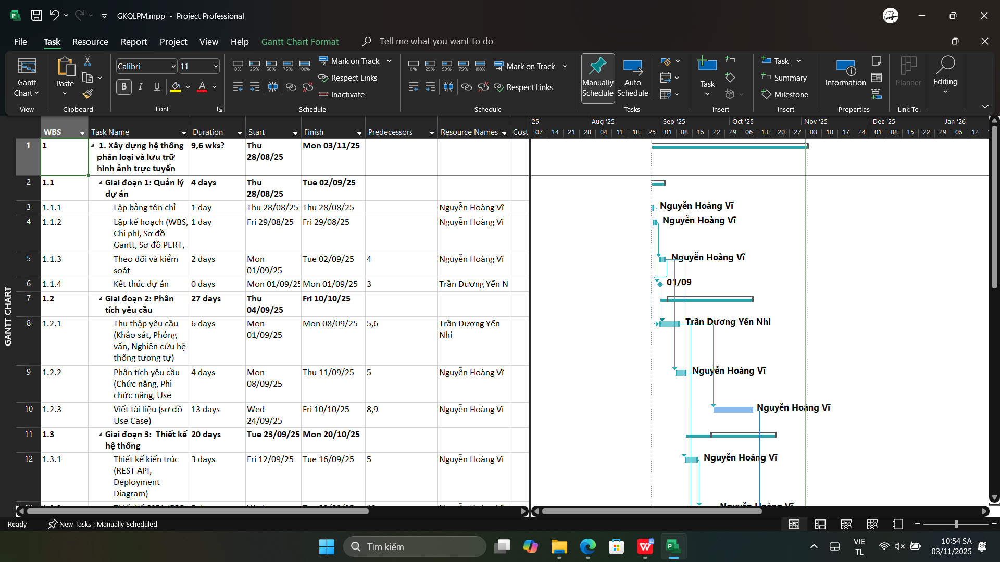 GKQLPM.mpp - Project Professional
File Task Resource Report Project View Help Gantt Chart Format Tell me what you want to do
Gantt Chart
View
Paste
Clipboard
Calibri 11
B I U A
Font
0% 25% 50% 75% 100%
Mark on Track
Respect Links
Inactivate
Schedule
0% 25% 50% 75% 100%
Mark on Track
Respect Links
Schedule
Manually Schedule
Auto Schedule
Tasks
Task
Insert
Task
Summary
Milestone
Insert
Information
Properties
Planner
Link To
Editing
WBS Task Name Duration Start Finish Predecessors Resource Names Cost
25 Aug '25 Sep '25 Oct '25 Nov '25 Dec '25 Jan '26
07 14 21 28 04 11 18 25 01 08 15 22 29 06 13 20 27 03 10 17 24 01 08 15 22 29 05 12
1 1 1. Xây dựng hệ thống 9,6 wks? Thu Mon 03/11/25
phân loại và lưu trữ 28/08/25
hình ảnh trực tuyến
2 1.1 Giai đoạn 1: Quản lý 4 days Thu Tue 02/09/25
dự án 28/08/25
3 1.1.1 Lập bảng tôn chỉ 1 day Thu 28/08/25 Thu 28/08/25 Nguyễn Hoàng Vĩ
Nguyễn Hoàng Vĩ
4 1.1.2 Lập kế hoạch (WBS, 1 day Fri 29/08/25 Fri 29/08/25 Nguyễn Hoàng Vĩ
Nguyễn Hoàng Vĩ
Chi phí, Sơ đồ
Gantt, Sơ đồ PERT,
5 1.1.3 Theo dõi và kiểm 2 days Mon Tue 02/09/25 4 Nguyễn Hoàng Vĩ
Nguyễn Hoàng Vĩ
soát 01/09/25
6 1.1.4 Kết thúc dự án 0 days Mon 01/09/25 Mon 01/09/25 3 Trần Dương Yến N
01/09
7 1.2 Giai đoạn 2: Phân 27 days Thu Fri 10/10/25
tích yêu cầu 04/09/25
8 1.2.1 Thu thập yêu cầu 6 days Mon Mon 08/09/25 5,6 Trần Dương Yến
Trần Dương Yến Nhi
(Khảo sát, Phỏng 01/09/25 Nhi
vấn, Nghiên cứu hệ
thống tương tự)
9 1.2.2 Phân tích yêu cầu 4 days Mon Thu 11/09/25 5 Nguyễn Hoàng Vĩ
Nguyễn Hoàng Vĩ
(Chức năng, Phi 08/09/25
chức năng, Use
10 1.2.3 Viết tài liệu (sơ đồ 13 days Wed Fri 10/10/25 8,9 Nguyễn Hoàng Vĩ
Nguyễn Hoàng Vĩ
Use Case) 24/09/25
11 1.3 Giai đoạn 3: Thiết kế 20 days Tue 23/09/25 Mon 20/10/25
hệ thống
12 1.3.1 Thiết kế kiến trúc 3 days Fri 12/09/25 Tue 16/09/25 5 Nguyễn Hoàng Vĩ
Nguyễn Hoàng Vĩ
(REST API,
Deployment
Diagram)
GANTT CHART
Ready New Tasks : Manually Scheduled
Tìm kiếm
VIE
TL
10:54 SA
03/11/2025